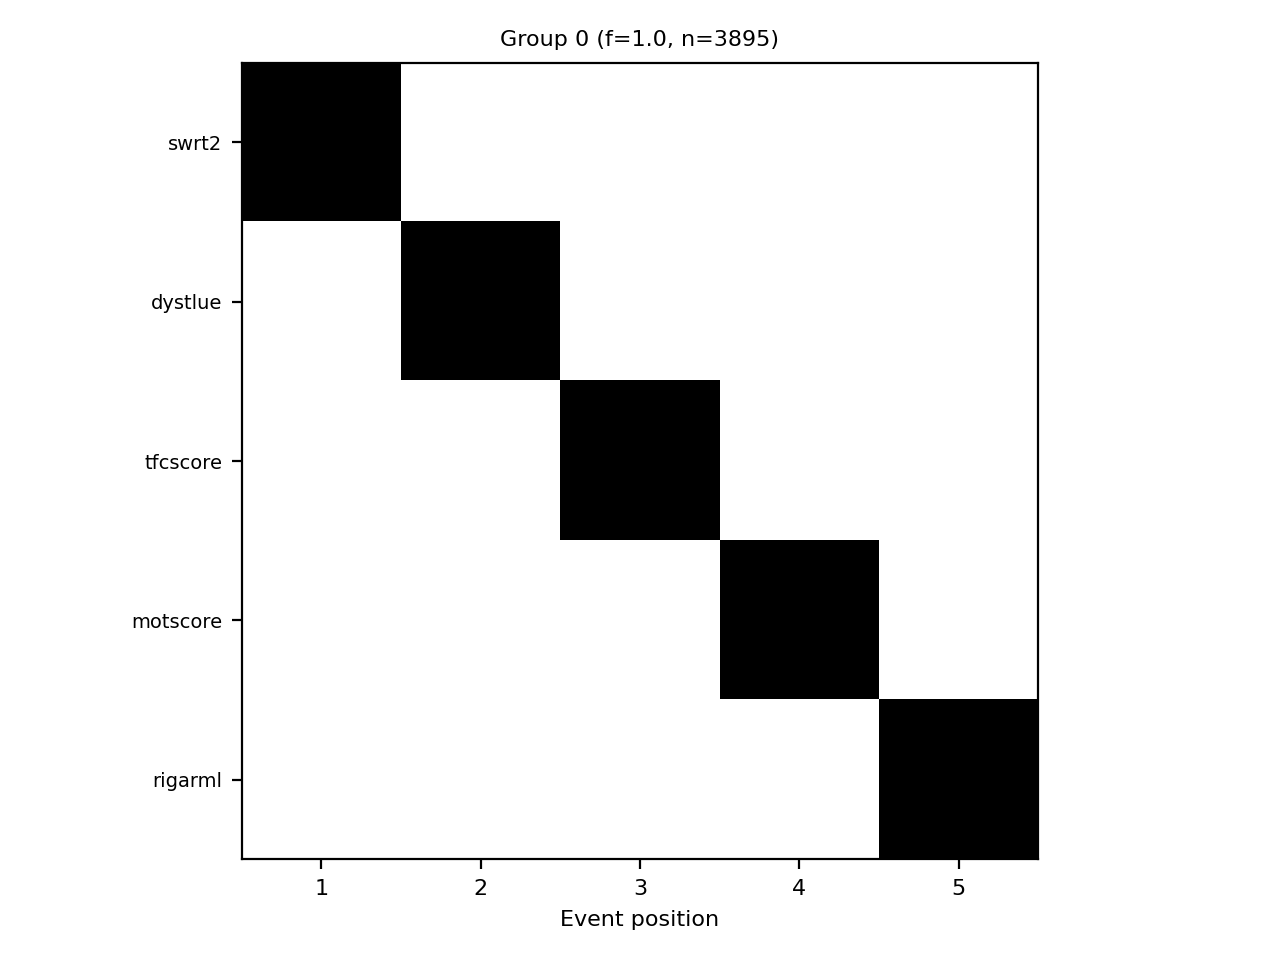 Group 0 (f=1.0, n=3895)
swrt2
dystlue
tfcscore
motscore
rigarml
1 2 3 4 5
Event position